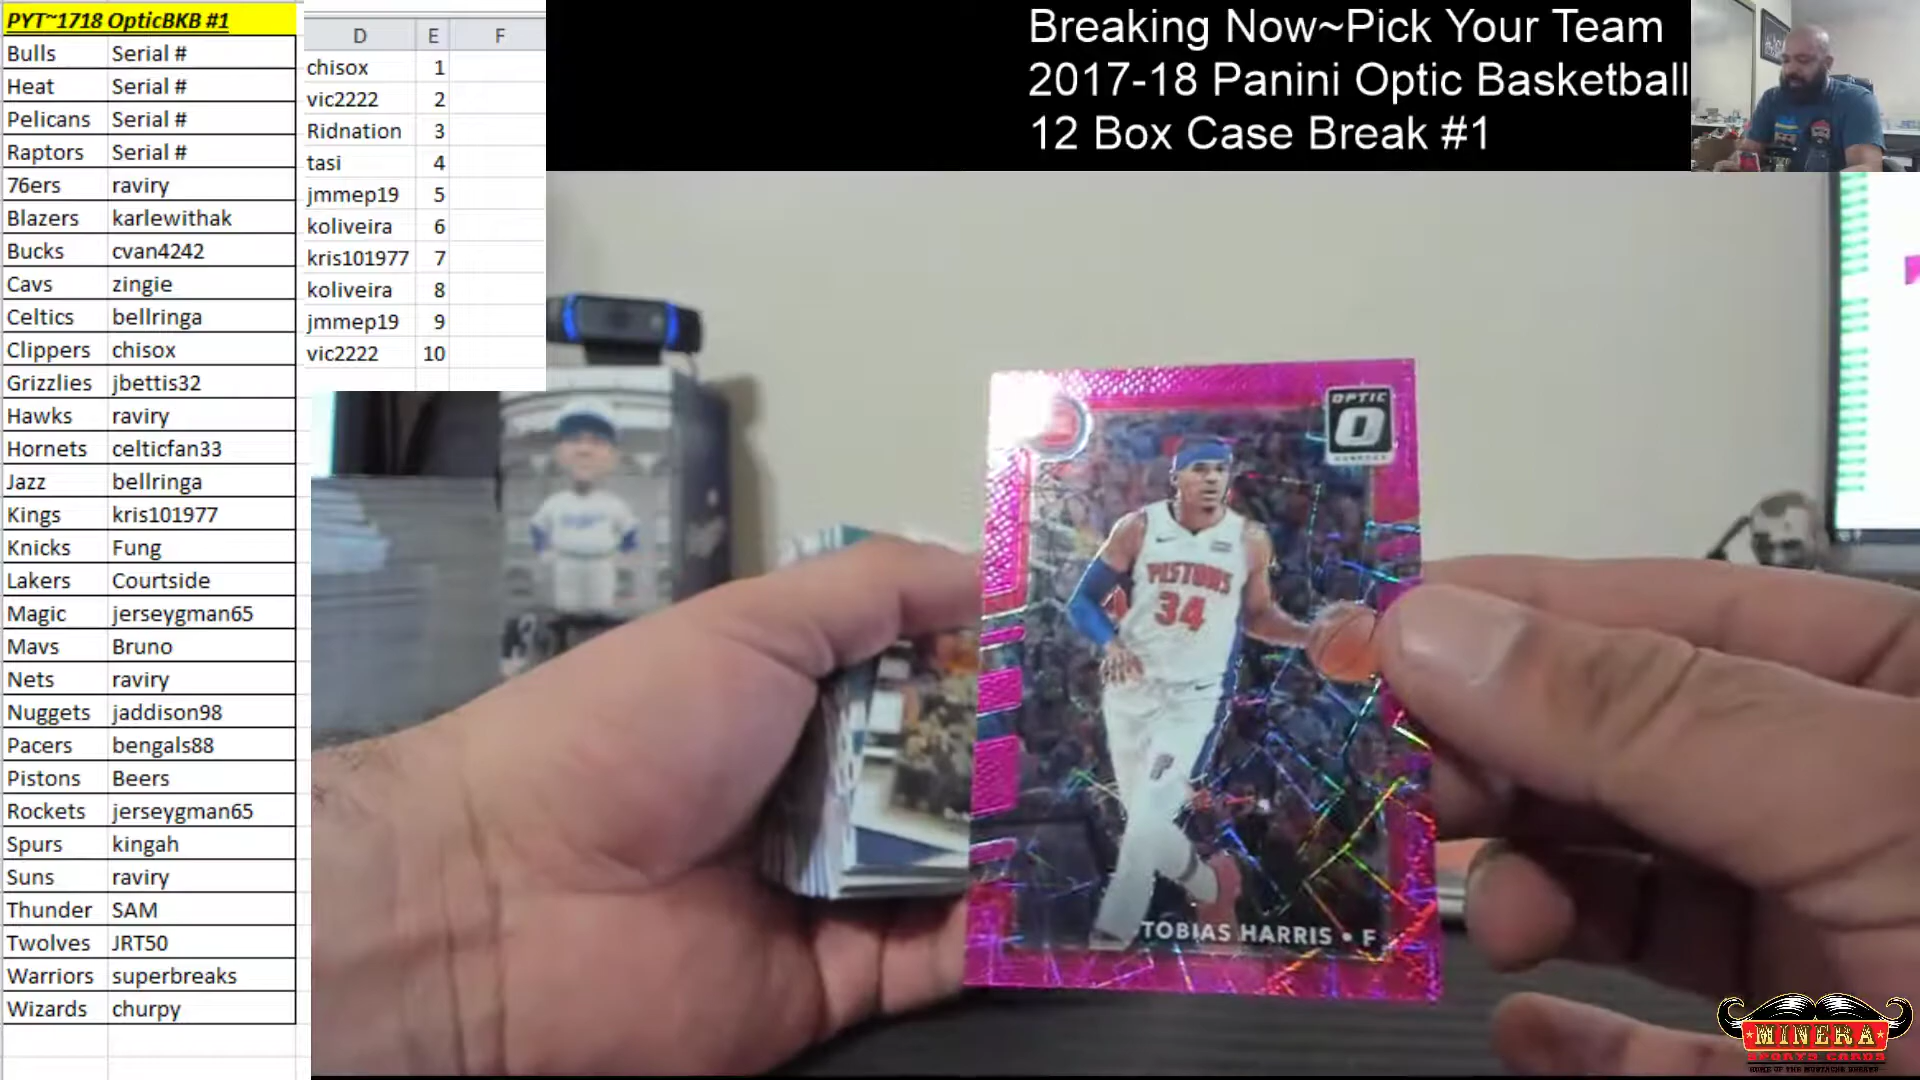 PYT~1718 OpticBKB #1
Bulls Serial #
Heat Serial #
Pelicans Serial #
Raptors Serial #
76ers raviry
Blazers karlewithak
Bucks cvan4242
Cavs zingie
Celtics bellringa
Clippers chisox
Grizzlies jbettis32
Hawks raviry
Hornets celticfan33
Jazz bellringa
Kings kris101977
Knicks Fung
Lakers Courtside
Magic jerseygman65
Mavs Bruno
Nets raviry
Nuggets jaddison98
Pacers bengals88
Pistons Beers
Rockets jerseygman65
Spurs kingah
Suns raviry
Thunder SAM
Twolves JRT50
Warriors superbreaks
Wizards churpy
D E F
chisox 1
vic2222 2
Ridnation 3
tasi 4
jmmep19 5
koliveira 6
kris101977 7
koliveira 8
jmmep19 9
vic2222 10
Breaking Now~Pick Your Team
2017-18 Panini Optic Basketball
12 Box Case Break #1
OPTIC
O
PISTONS
34
TOBIAS HARRIS • F
MINERA
SPORTS CARDS